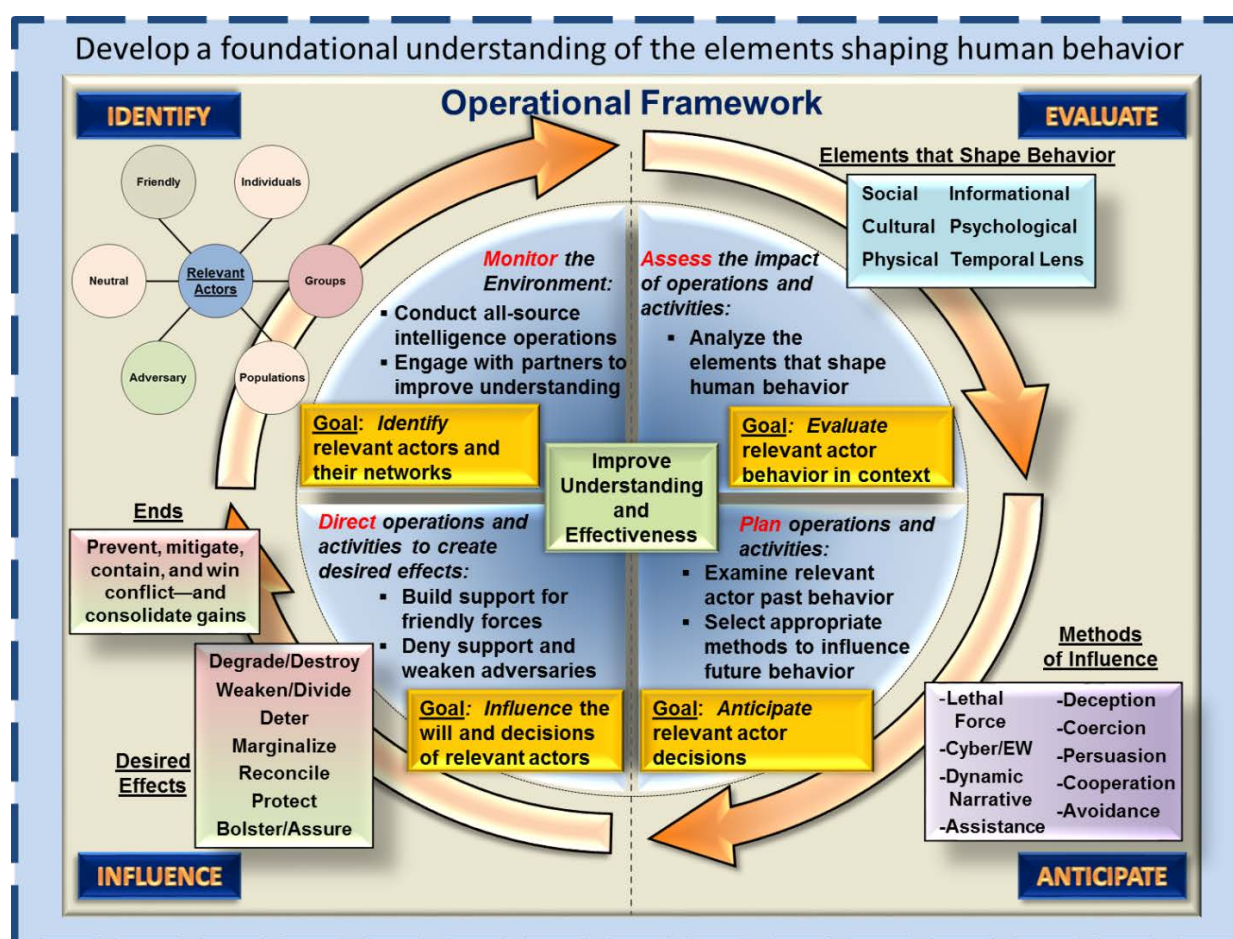 Develop a foundational understanding of the elements shaping human behavior
Operational Framework
IDENTIFY
Friendly
Individuals
Neutral
Relevant
Actors
Groups
Adversary
Populations
Monitor the
Environment:
▪ Conduct all-source
intelligence operations
▪ Engage with partners to
improve understanding
Goal: Identify
relevant actors and
their networks
EVALUATE
Elements that Shape Behavior
Social Informational
Cultural Psychological
Physical Temporal Lens
Assess the impact
of operations and
activities:
▪ Analyze the
elements that shape
human behavior
Goal: Evaluate
relevant actor
behavior in context
Improve
Understanding
and
Effectiveness
Plan operations and
activities:
▪ Examine relevant
actor past behavior
▪ Select appropriate
methods to influence
future behavior
Goal: Anticipate
relevant actor
decisions
Methods
of Influence
-Lethal
Force
-Cyber/EW
-Dynamic
Narrative
-Assistance
-Deception
-Coercion
-Persuasion
-Cooperation
-Avoidance
ANTICIPATE
Direct operations and
activities to create
desired effects:
▪ Build support for
friendly forces
▪ Deny support and
weaken adversaries
Goal: Influence the
will and decisions
of relevant actors
Ends
Prevent, mitigate,
contain, and win
conflict—and
consolidate gains
Desired
Effects
Degrade/Destroy
Weaken/Divide
Deter
Marginalize
Reconcile
Protect
Bolster/Assure
INFLUENCE